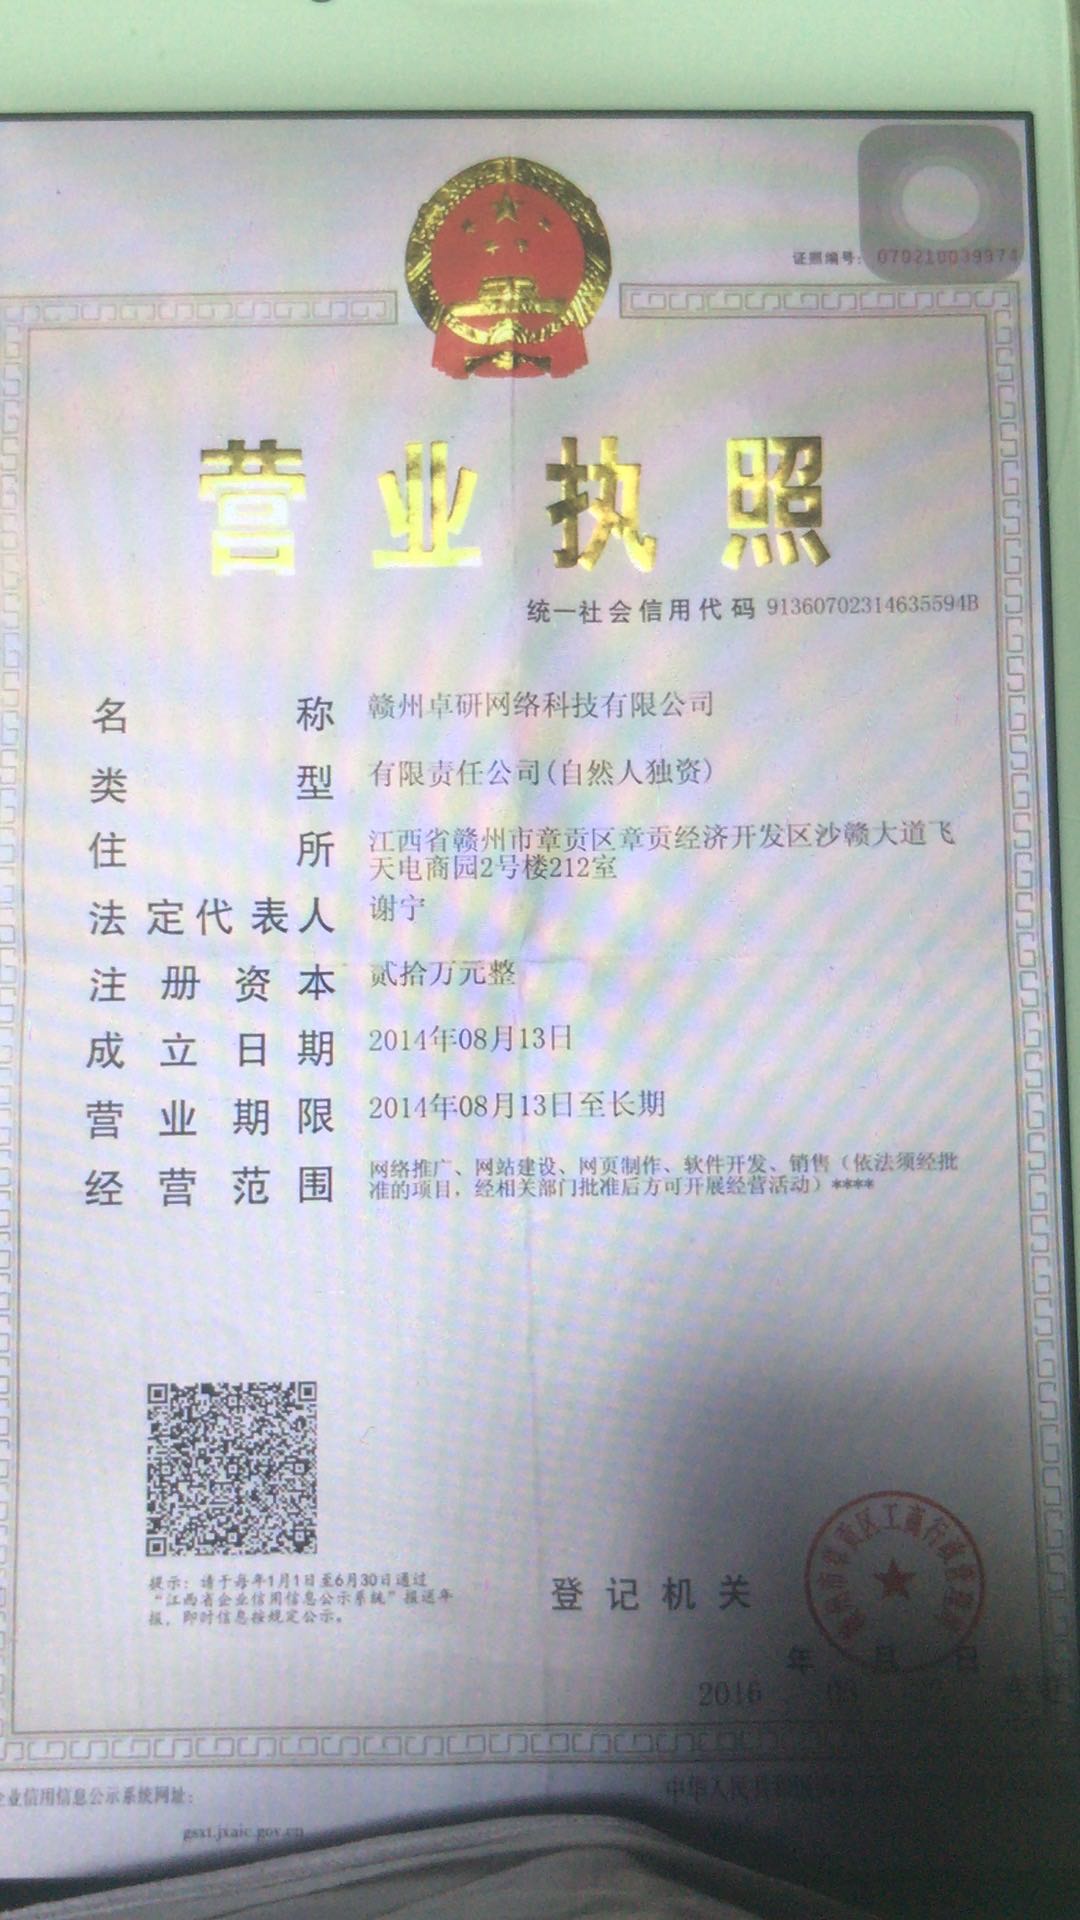 证照编号：070210039974
营业执照
统一社会信用代码 91360702314635594B
名称 赣州卓研网络科技有限公司
类型 有限责任公司(自然人独资)
住所 江西省赣州市章贡区章贡经济开发区沙赣大道飞
天电商园2号楼212室
法定代表人 谢宁
注册资本 贰拾万元整
成立日期 2014年08月13日
营业期限 2014年08月13日至长期
经营范围 网络推广、网站建设、网页制作、软件开发、销售（依法须经批
准的项目，经相关部门批准后方可开展经营活动）****
提示：请于每年1月1日至6月30日通过
“江西省企业信用信息公示系统”报送年
报，即时信息按规定公示。
登记机关
赣州市章贡区工商行政管理局
年 月 日
2016
企业信用信息公示系统网址：
gsxt.jxaic.gov.cn
中华人民共和国